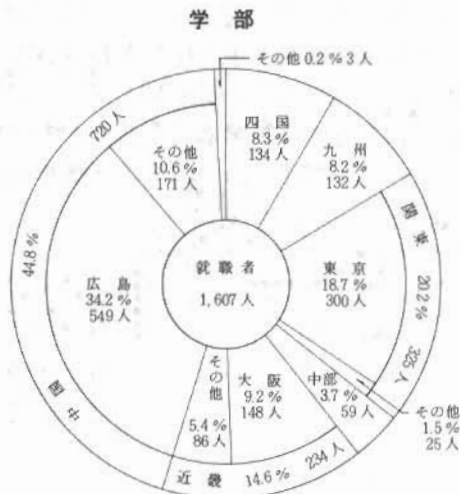 学部
その他 0.2% 3人
四国
8.3%
134人
九州
8.2%
132人
関東 20.2% 325人
東京
18.7%
300人
その他
1.5%
25人
中部
3.7%
59人
近畿 14.6% 234人
大阪
9.2%
148人
その他
5.4%
86人
中国 44.8% 720人
広島
34.2%
549人
その他
10.6%
171人
就職者
1,607人